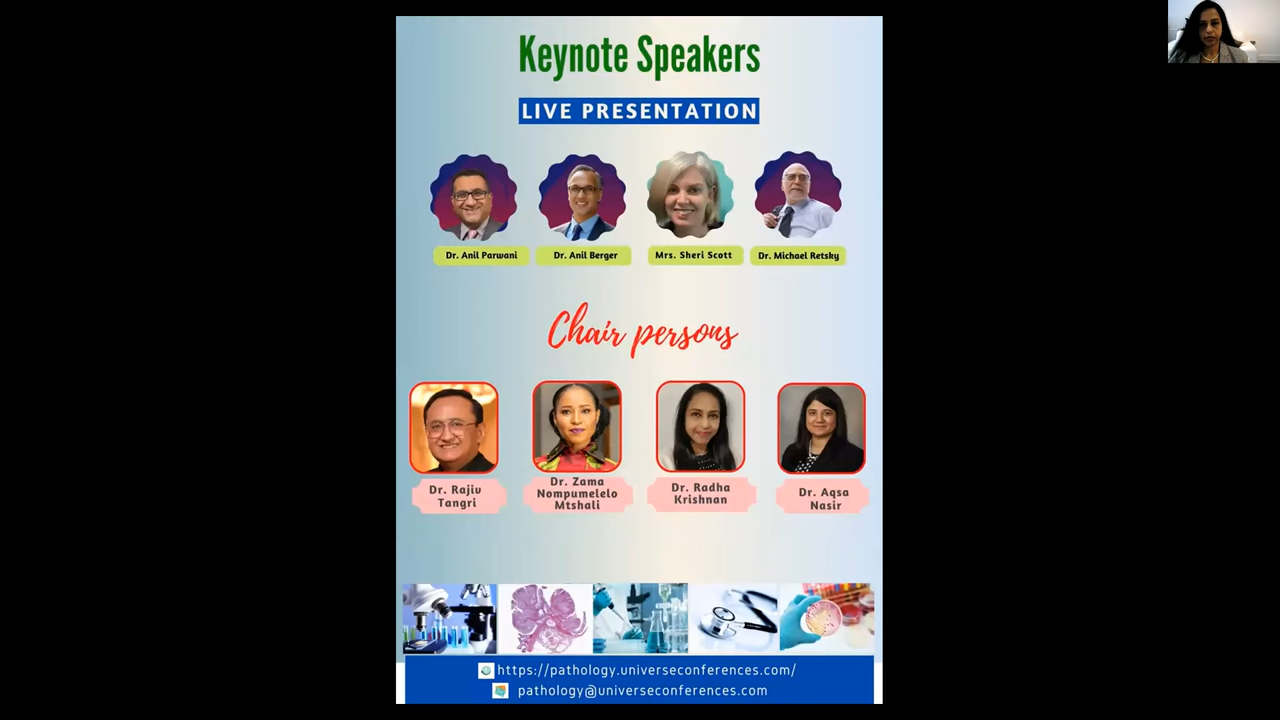 Keynote Speakers
LIVE PRESENTATION
Dr. Anil Parwani
Dr. Anil Berger
Mrs. Sheri Scott
Dr. Michael Retsky
Chair persons
Dr. Rajiv
Tangri
Dr. Zama
Nompumelelo
Mtshali
Dr. Radha
Krishnan
Dr. Aqsa
Nasir
https://pathology.universeconferences.com/
pathology@universeconferences.com